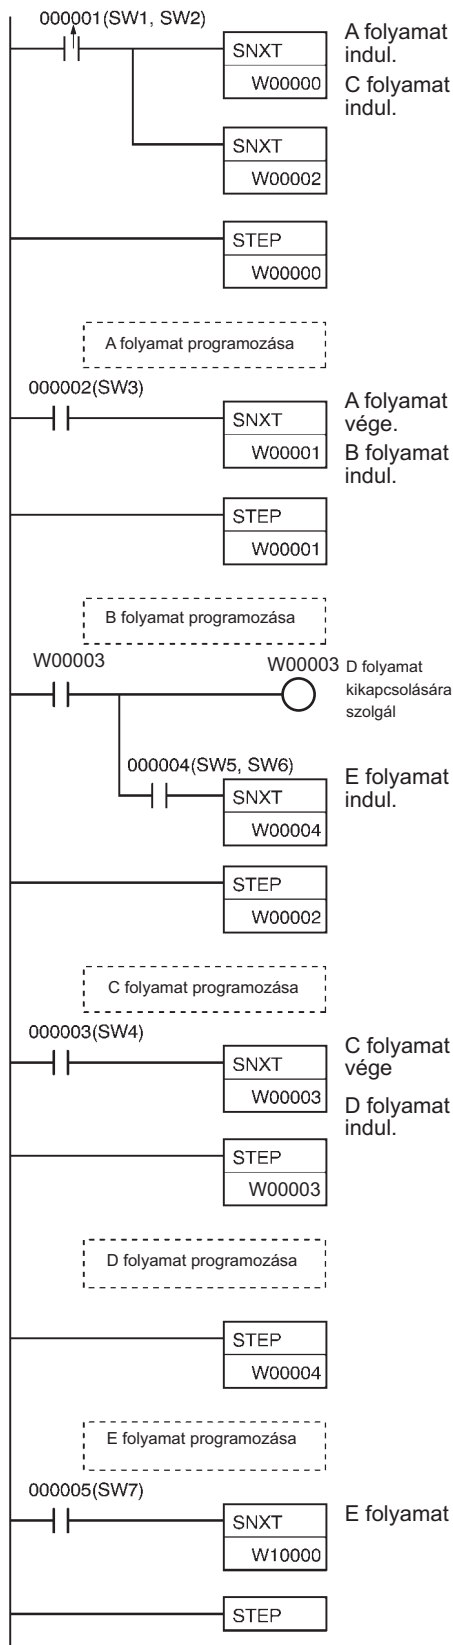 000001(SW1, SW2)
SNXT
W00000
A folyamat
indul.
C folyamat
indul.
SNXT
W00002
STEP
W00000
A folyamat programozása
000002(SW3)
SNXT
W00001
A folyamat
vége.
B folyamat
indul.
STEP
W00001
B folyamat programozása
W00003
W00003
D folyamat
kikapcsolására
szolgál
000004(SW5, SW6)
SNXT
W00004
E folyamat
indul.
STEP
W00002
C folyamat programozása
000003(SW4)
SNXT
W00003
C folyamat
vége
D folyamat
indul.
STEP
W00003
D folyamat programozása
STEP
W00004
E folyamat programozása
000005(SW7)
SNXT
W10000
E folyamat
STEP